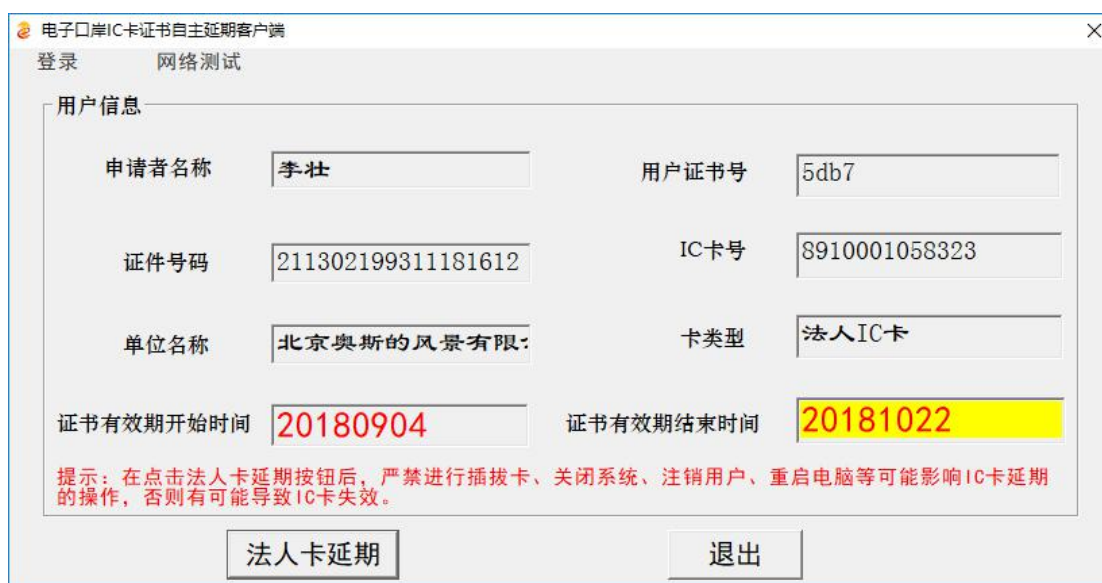 电子口岸IC卡证书自主延期客户端
登录 网络测试
用户信息
申请者名称 李壮 用户证书号 5db7
证件号码 211302199311181612 IC卡号 8910001058323
单位名称 北京奥斯的风景有限 卡类型 法人IC卡
证书有效期开始时间 20180904 证书有效期结束时间 20181022
提示：在点击法人卡延期按钮后，严禁进行插拔卡、关闭系统、注销用户、重启电脑等可能影响IC卡延期
的操作，否则有可能导致IC卡失效。
法人卡延期 退出